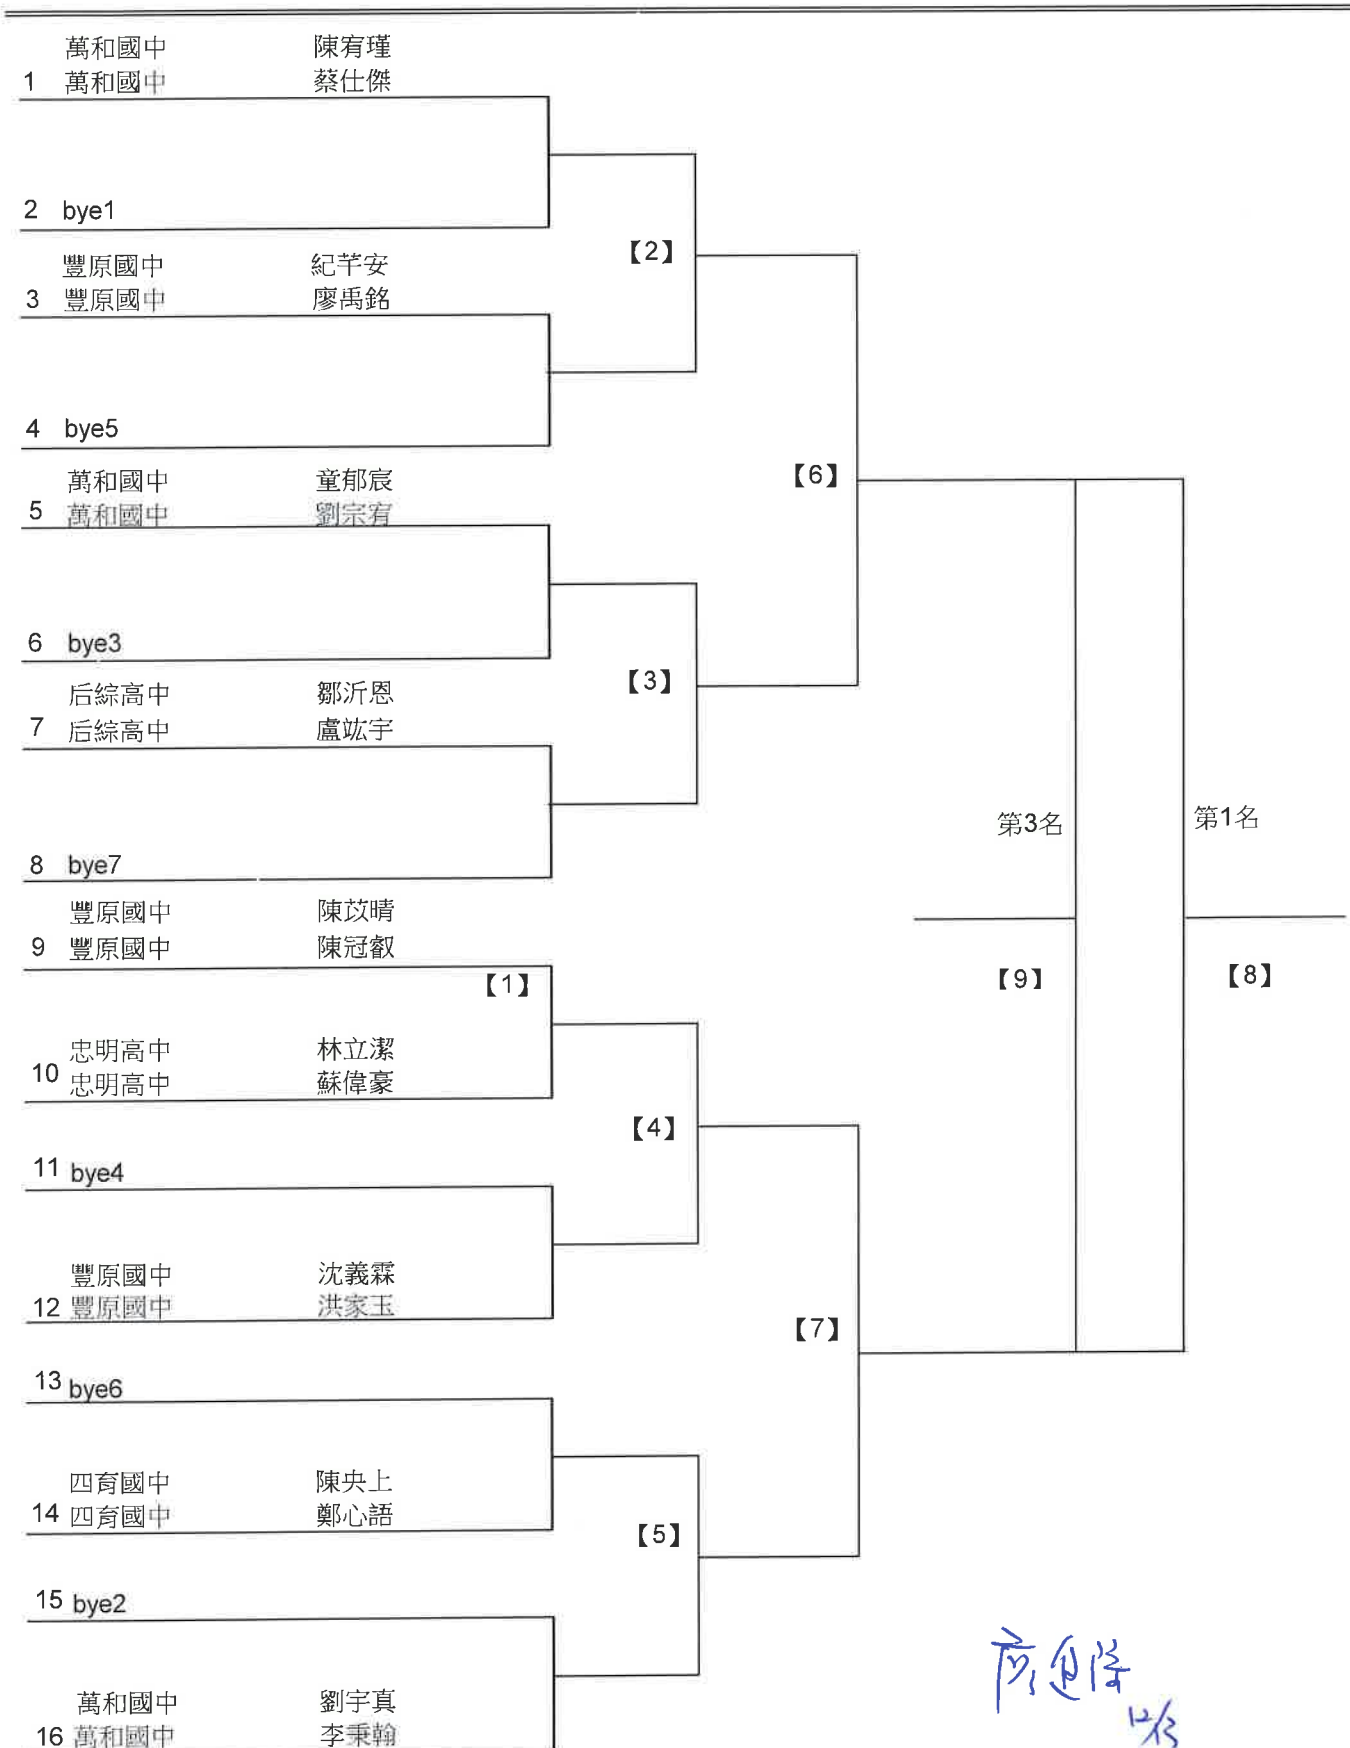 萬和國中 陳宥瑾
1 萬和國中 蔡仕傑
2 bye1
【2】
豐原國中 紀芊安
3 豐原國中 廖禹銘
4 bye5
萬和國中 童郁宸
【6】
5 萬和國中 劉宗宥
6 bye3
后綜高中 鄒沂恩
【3】
7 后綜高中 盧竑宇
第3名 第1名
8 bye7
豐原國中 陳苡晴
9 豐原國中 陳冠叡
【1】 【9】 【8】
忠明高中 林立潔
10 忠明高中 蘇偉豪
【4】
11 bye4
豐原國中 沈義霖
12 豐原國中 洪家玉
【7】
13 bye6
四育國中 陳央上
14 四育國中 鄭心語
【5】
15 bye2
萬和國中 劉宇真
16 萬和國中 李秉翰